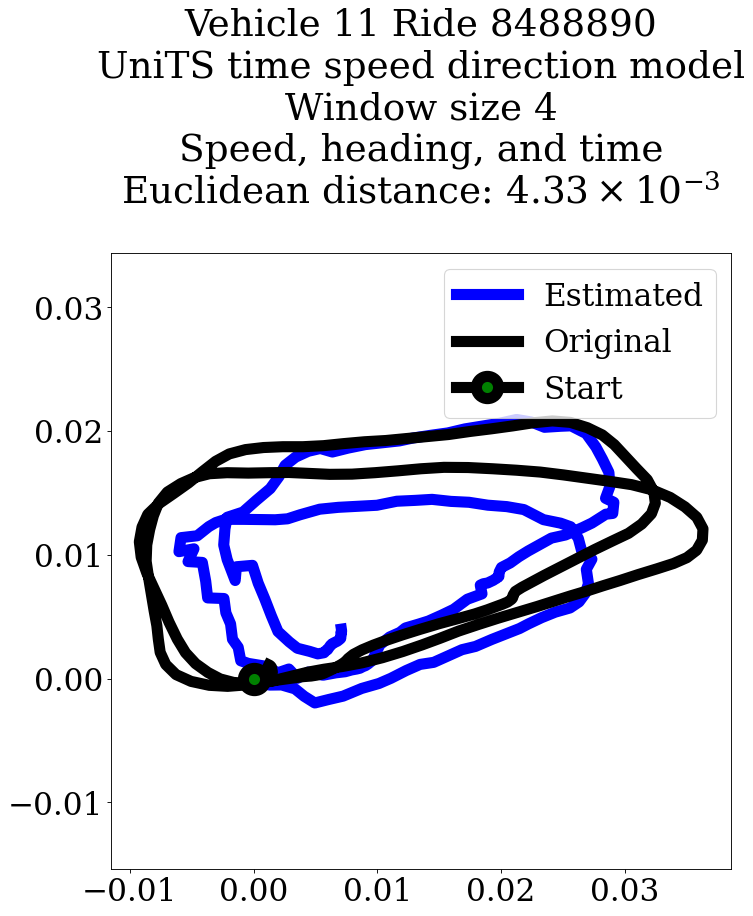 Vehicle 11 Ride 8488890
UniTS time speed direction model
Window size 4
Speed, heading, and time
Euclidean distance: 4.33 × 10⁻³
Estimated
Original
Start
0.03
0.02
0.01
0.00
−0.01
−0.01 0.00 0.01 0.02 0.03